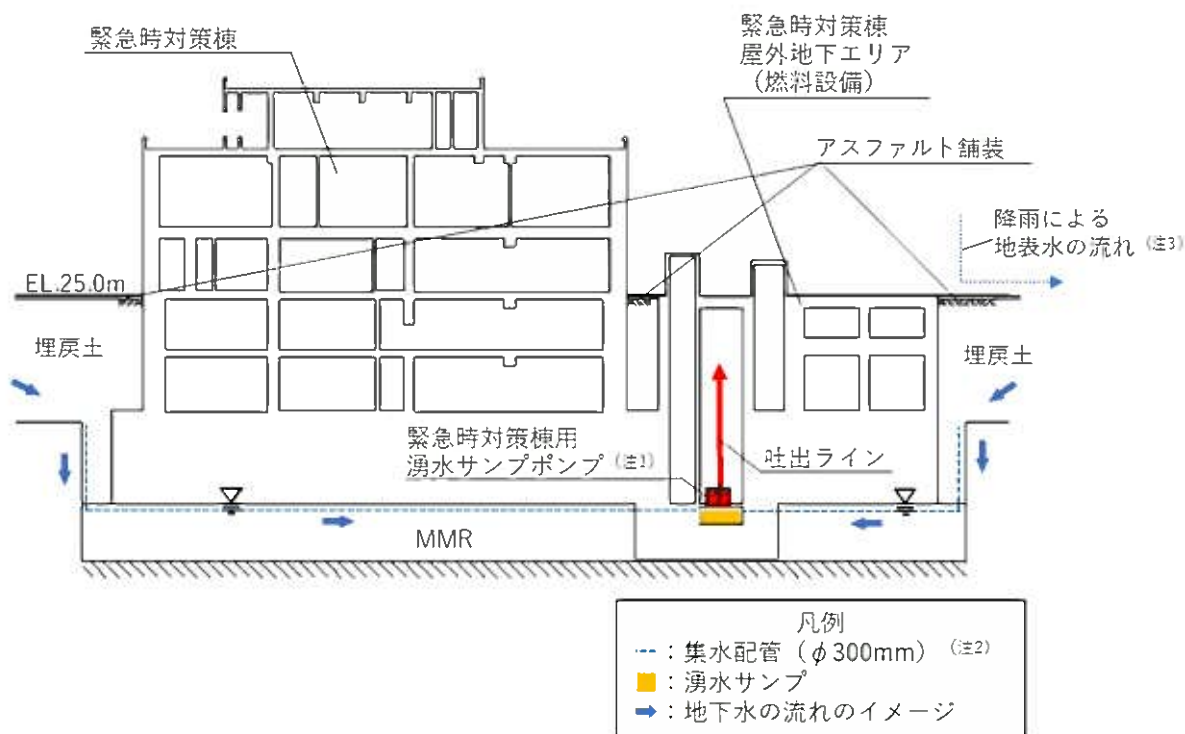 緊急時対策棟
緊急時対策棟
屋外地下エリア
（燃料設備）
アスファルト舗装
降雨による
地表水の流れ（注3）
EL.25.0m
埋戻土
埋戻土
緊急時対策棟用
湧水サンプポンプ（注1）
吐出ライン
MMR
凡例
：集水配管（φ300mm）（注2）
：湧水サンプ
：地下水の流れのイメージ